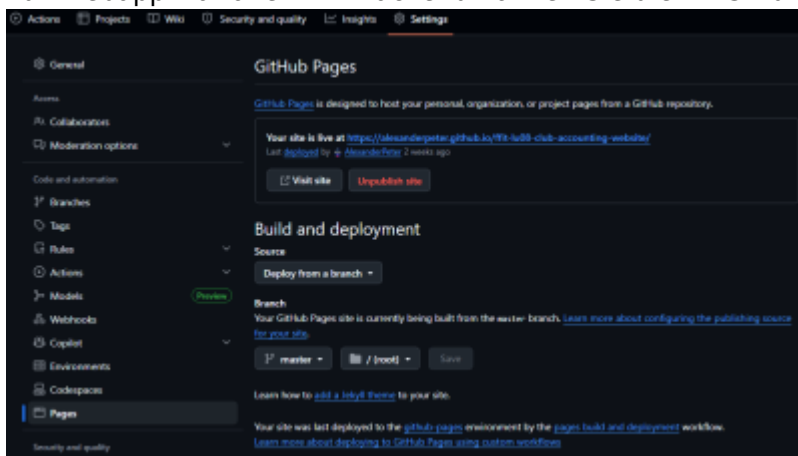 Actions Projects Wiki Security and quality Insights Settings
General
Access
Collaborators
Moderation options
Code and automation
Branches
Tags
Rules
Actions
Models Preview
Webhooks
Copilot
Environments
Codespaces
Pages
Security and quality
GitHub Pages
GitHub Pages is designed to host your personal, organization, or project pages from a GitHub repository.
Your site is live at
Last deployed by AlexanderPeter 2 weeks ago
Visit site Unpublish site
Build and deployment
Source
Deploy from a branch
Branch
Your GitHub Pages site is currently being built from the master branch. Learn more about configuring the publishing source
for your site.
master / (root) Save
Learn how to add a Jekyll theme to your site.
Your site was last deployed to the github-pages environment by the pages build and deployment workflow.
Learn more about deploying to GitHub Pages using custom workflows